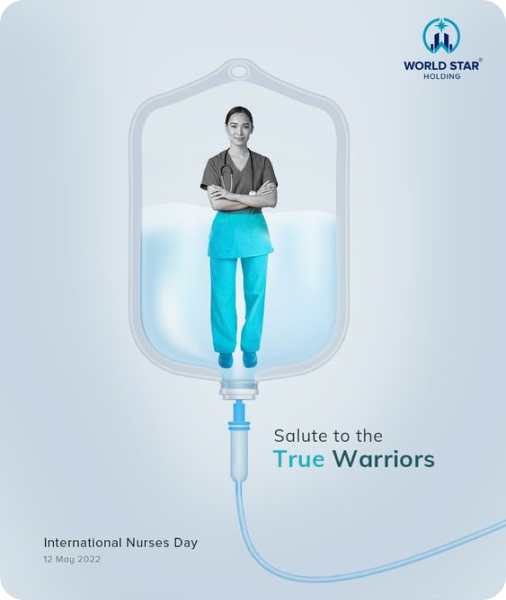 WORLD STAR®
HOLDING
Salute to the
True Warriors
International Nurses Day
12 May 2022